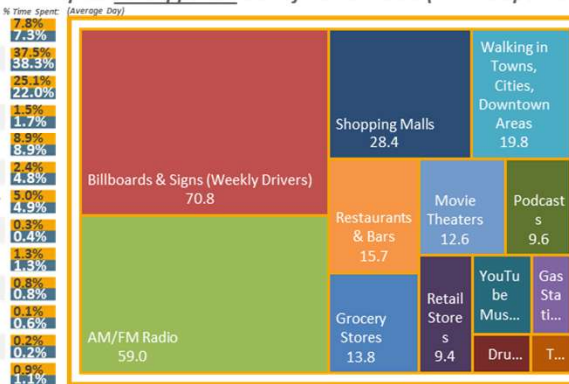 % Time Spent: (Average Day)
7.8%
7.3%
37.5%
38.3%
25.1%
22.0%
1.5%
1.7%
8.9%
8.9%
2.4%
4.8%
5.0%
4.9%
0.3%
0.4%
1.3%
1.3%
0.8%
0.8%
0.1%
0.6%
0.2%
0.2%
0.9%
1.1%
Billboards & Signs (Weekly Drivers)
70.8
AM/FM Radio
59.0
Shopping Malls
28.4
Walking in
Towns,
Cities,
Downtown
Areas
19.8
Restaurants
& Bars
15.7
Movie
Theaters
12.6
Podcast
s
9.6
Grocery
Stores
13.8
Retail
Store
s
9.4
YouTu
be
Mus...
Gas
Sta
ti...
Dru...
T...